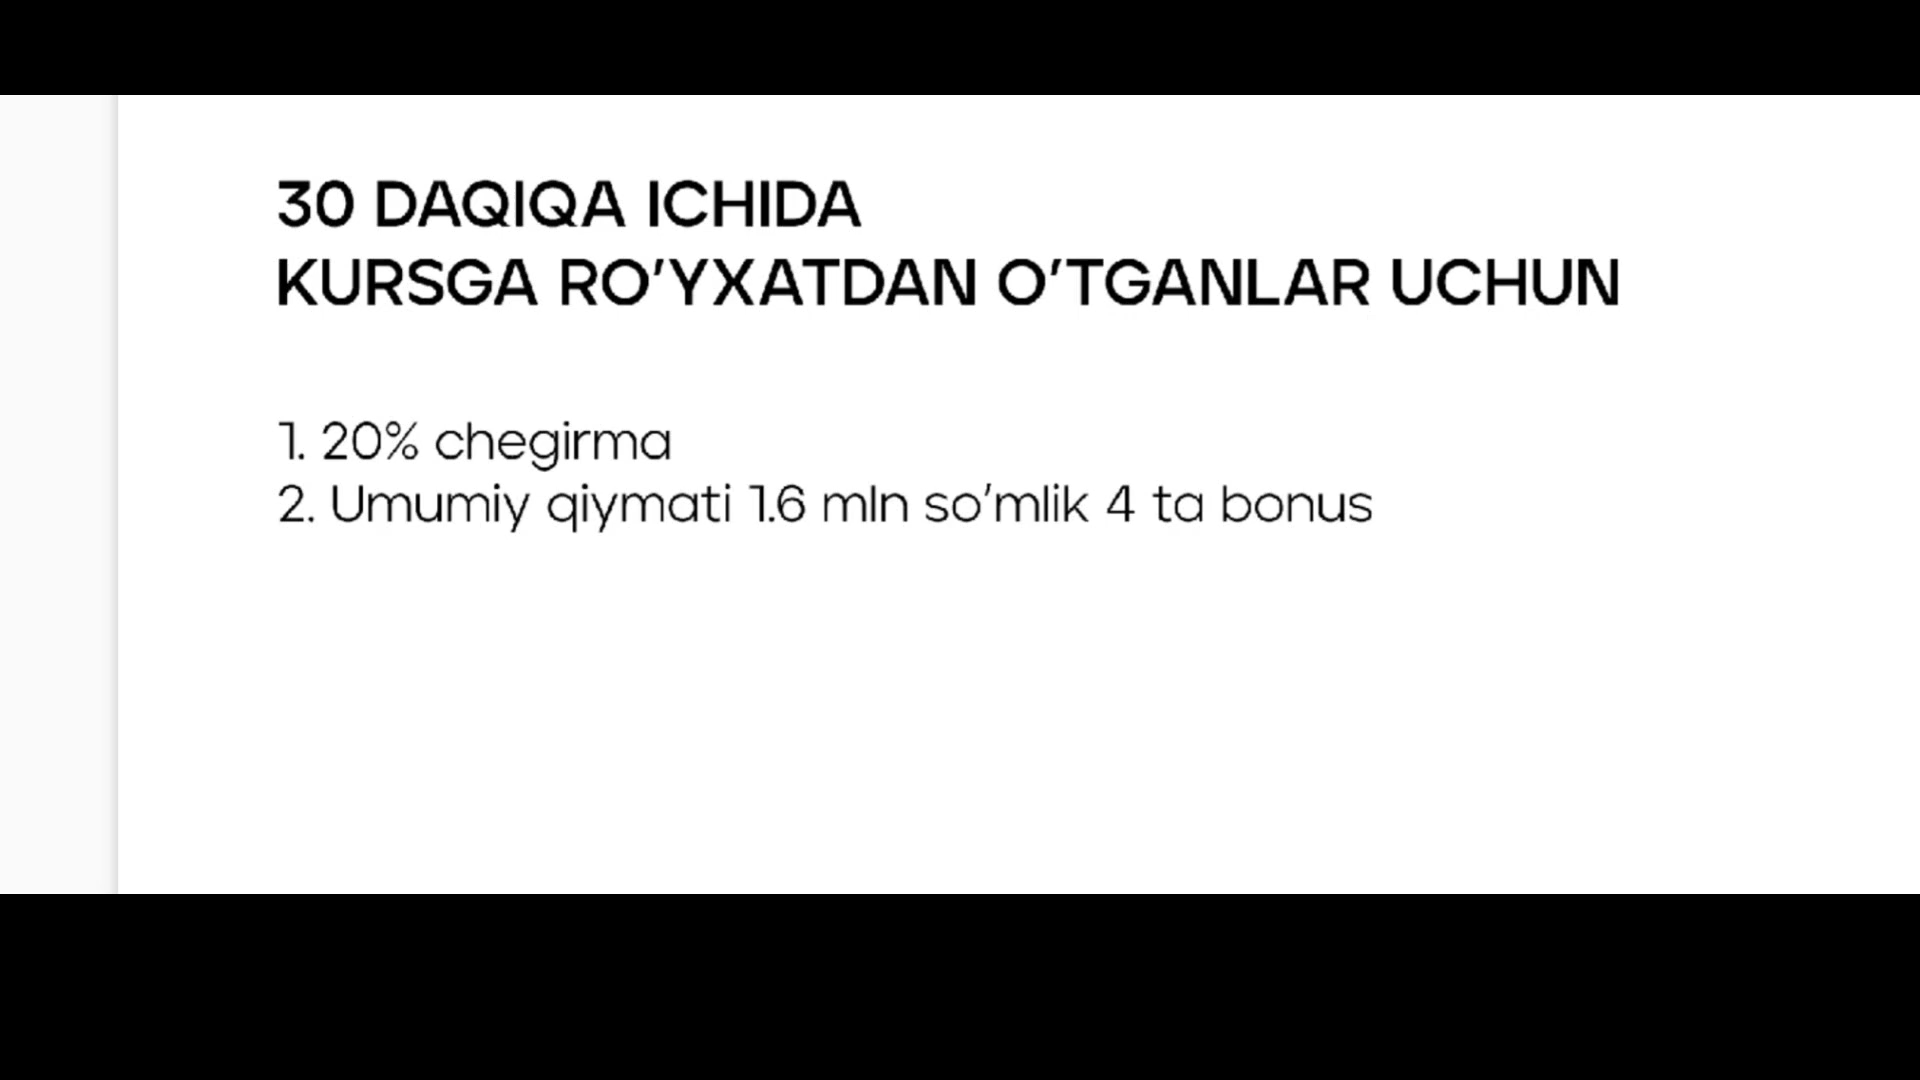 30 DAQIQA ICHIDA
KURSGA RO'YXATDAN O'TGANLAR UCHUN
1. 20% chegirma
2. Umumiy qiymati 1.6 mln so'mlik 4 ta bonus